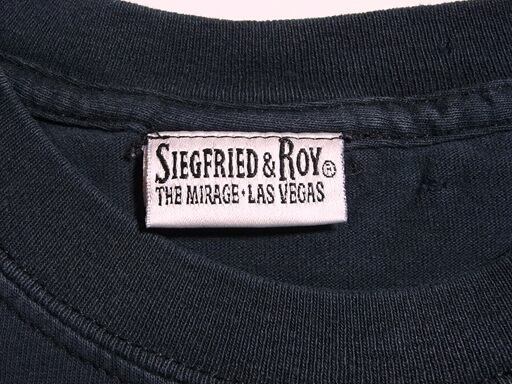 SIEGFRIED & ROY®
THE MIRAGE • LAS VEGAS